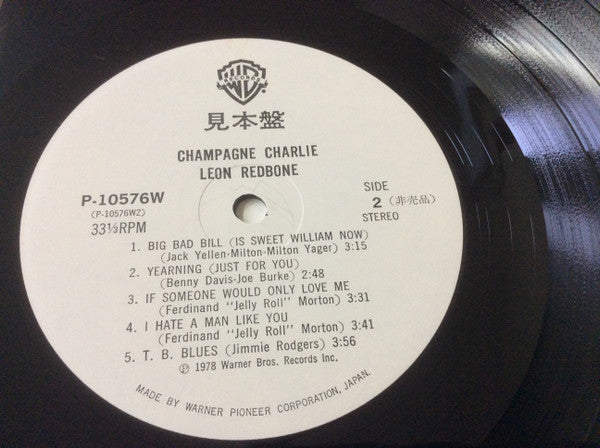 WB
RECORDS
見本盤
CHAMPAGNE CHARLIE
LEON REDBONE
P-10576W
(P-10576W2)
33⅓RPM
SIDE
2 (非売品)
STEREO
1. BIG BAD BILL (IS SWEET WILLIAM NOW)
(Jack Yellen-Milton-Milton Yager) 3:15
2. YEARNING (JUST FOR YOU)
(Benny Davis-Joe Burke) 2:48
3. IF SOMEONE WOULD ONLY LOVE ME
(Ferdinand "Jelly Roll" Morton) 3:31
4. I HATE A MAN LIKE YOU
(Ferdinand "Jelly Roll" Morton) 3:41
5. T. B. BLUES (Jimmie Rodgers) 3:56
Ⓟ 1978 Warner Bros. Records Inc.
MADE BY WARNER PIONEER CORPORATION, JAPAN.